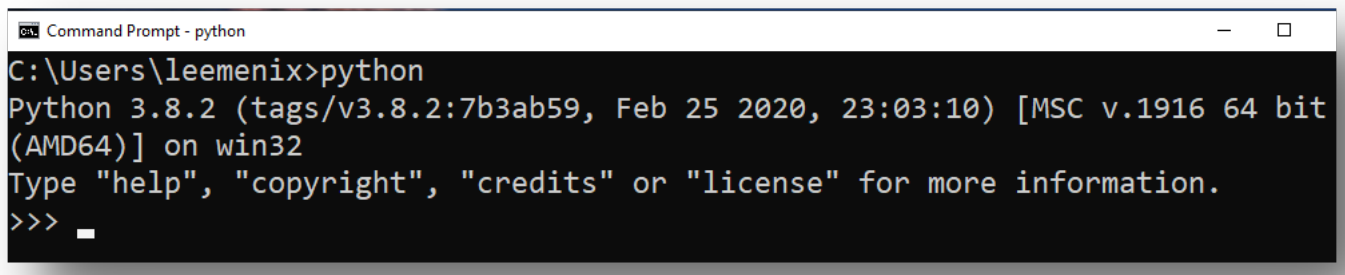 Command Prompt - python
C:\Users\leemenix>python
Python 3.8.2 (tags/v3.8.2:7b3ab59, Feb 25 2020, 23:03:10) [MSC v.1916 64 bit
(AMD64)] on win32
Type "help", "copyright", "credits" or "license" for more information.
>>>